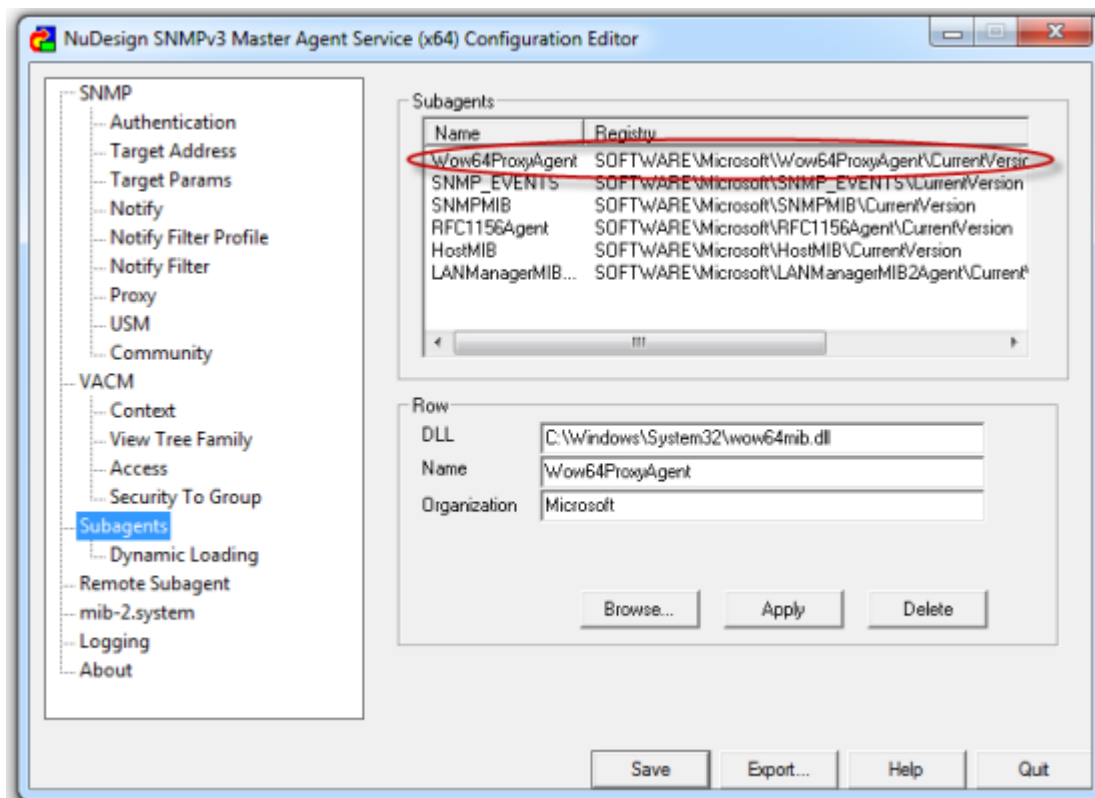 NuDesign SNMPv3 Master Agent Service (x64) Configuration Editor
SNMP
Authentication
Target Address
Target Params
Notify
Notify Filter Profile
Notify Filter
Proxy
USM
Community
VACM
Context
View Tree Family
Access
Security To Group
Subagents
Dynamic Loading
Remote Subagent
mib-2.system
Logging
About
Subagents
Name Registry
Wow64ProxyAgent SOFTWARE\Microsoft\Wow64ProxyAgent\CurrentVersic
SNMP_EVENTS SOFTWARE\Microsoft\SNMP_EVENTS\CurrentVersion
SNMPMIB SOFTWARE\Microsoft\SNMPMIB\CurrentVersion
RFC1156Agent SOFTWARE\Microsoft\RFC1156Agent\CurrentVersion
HostMIB SOFTWARE\Microsoft\HostMIB\CurrentVersion
LANManagerMIB... SOFTWARE\Microsoft\LANManagerMIB2Agent\Current
Row
DLL C:\Windows\System32\wow64mib.dll
Name Wow64ProxyAgent
Organization Microsoft
Browse... Apply Delete
Save Export... Help Quit